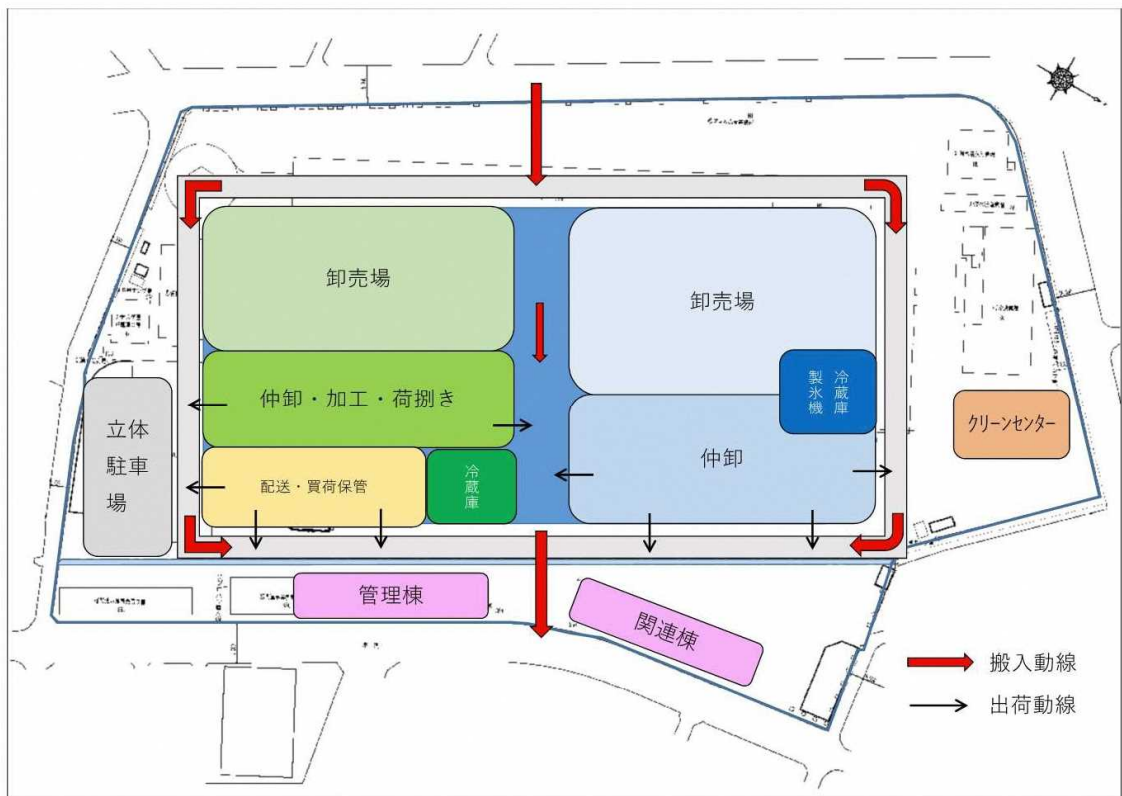 卸売場
卸売場
冷蔵庫
製氷機
仲卸・加工・荷捌き
立体
駐車
場
クリーンセンター
仲卸
冷蔵庫
配送・買荷保管
管理棟
関連棟
搬入動線
出荷動線